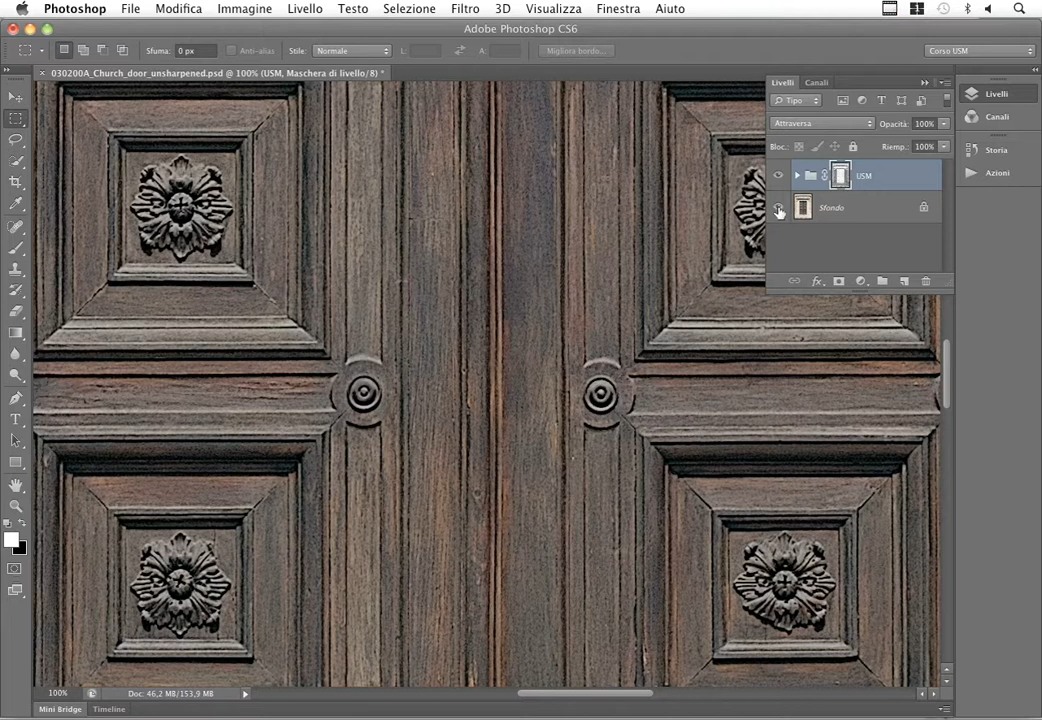 Photoshop File Modifica Immagine Livello Testo Selezione Filtro 3D Visualizza Finestra Aiuto
Adobe Photoshop CS6
Sfuma: 0 px Anti-alias Stile: Normale L: A: Migliora bordo... Corso USM
030200A_Church_door_unsharpened.psd @ 100% (USM, Maschera di livello/8) *
Livelli Canali
Tipo
Attraversa Opacità: 100%
Bloc.: Riemp.: 100%
USM
Sfondo
fx
Livelli
Canali
Storia
Azioni
100% Doc: 46,2 MB/153,9 MB
Mini Bridge Timeline